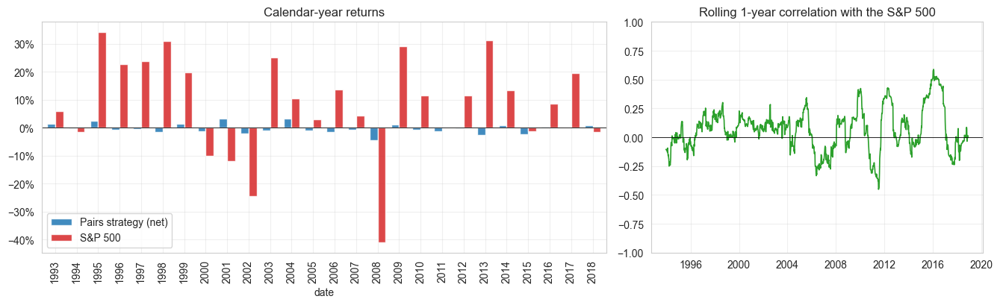 Calendar-year returns
30%
20%
10%
0%
−10%
−20%
−30%
−40%
Pairs strategy (net)
S&P 500
1993 1994 1995 1996 1997 1998 1999 2000 2001 2002 2003 2004 2005 2006 2007 2008 2009 2010 2011 2012 2013 2014 2015 2016 2017 2018
date
Rolling 1-year correlation with the S&P 500
1.00
0.75
0.50
0.25
0.00
−0.25
−0.50
−0.75
−1.00
1996 2000 2004 2008 2012 2016 2020